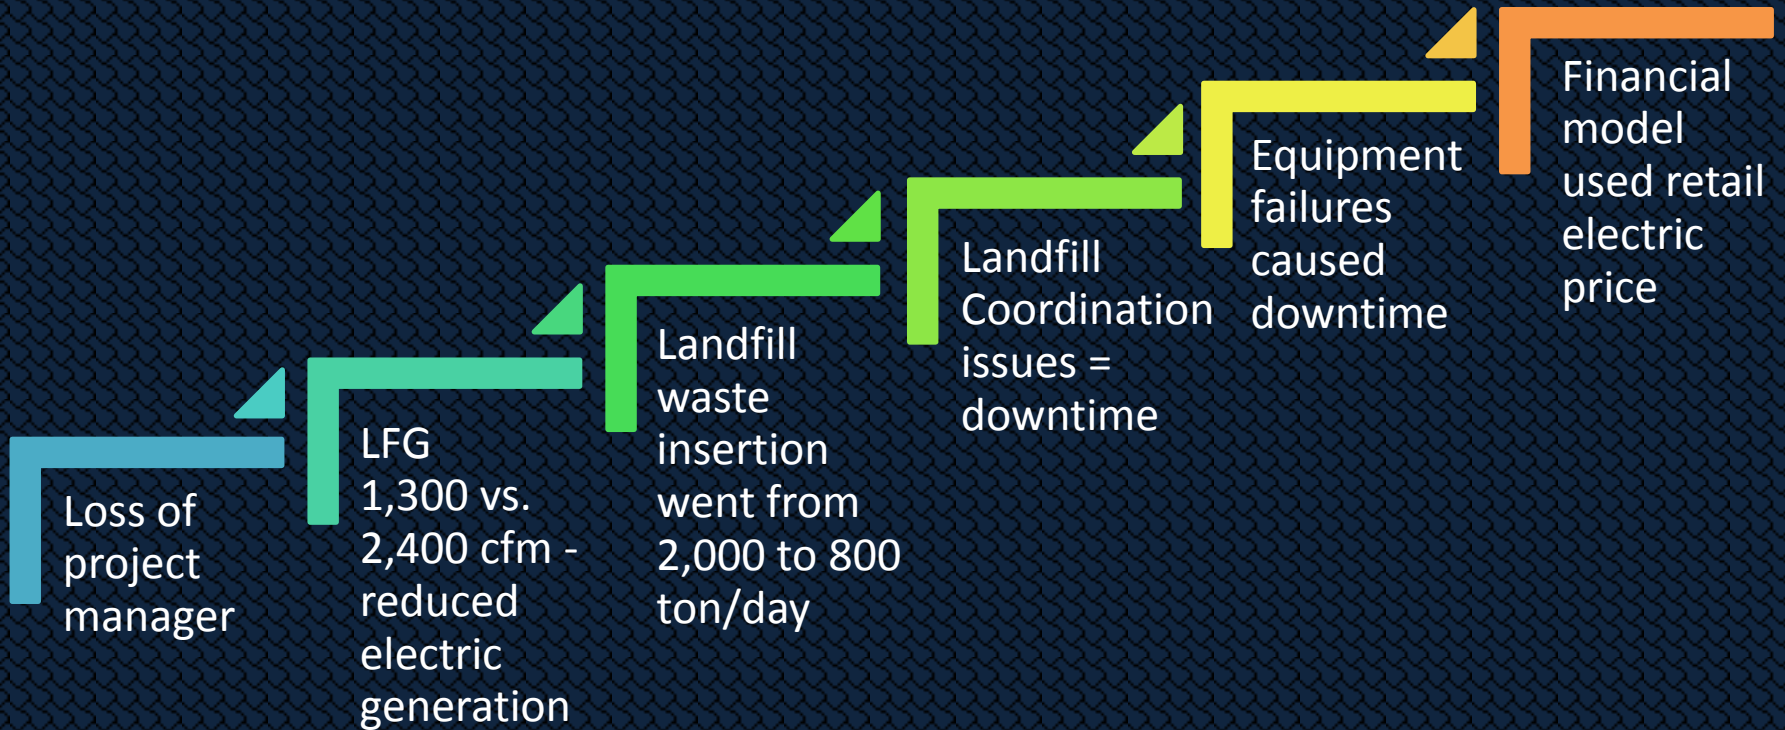 Loss of
project
manager
LFG
1,300 vs.
2,400 cfm -
reduced
electric
generation
Landfill
waste
insertion
went from
2,000 to 800
ton/day
Landfill
Coordination
issues =
downtime
Equipment
failures
caused
downtime
Financial
model
used retail
electric
price